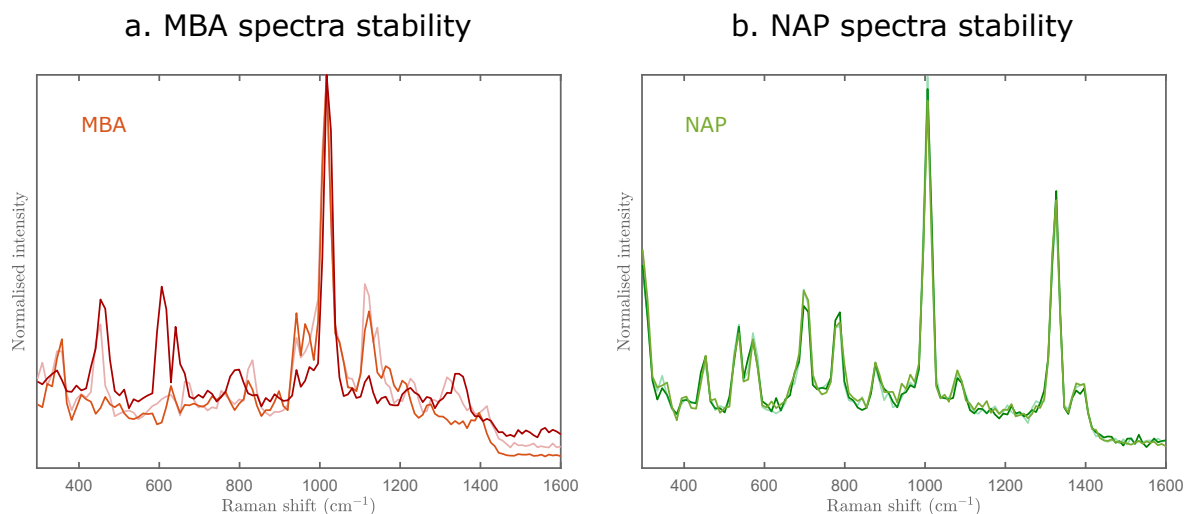 a. MBA spectra stability
b. NAP spectra stability
MBA
Normalised intensity
400 600 800 1000 1200 1400 1600
Raman shift (cm⁻¹)
NAP
Normalised intensity
400 600 800 1000 1200 1400 1600
Raman shift (cm⁻¹)